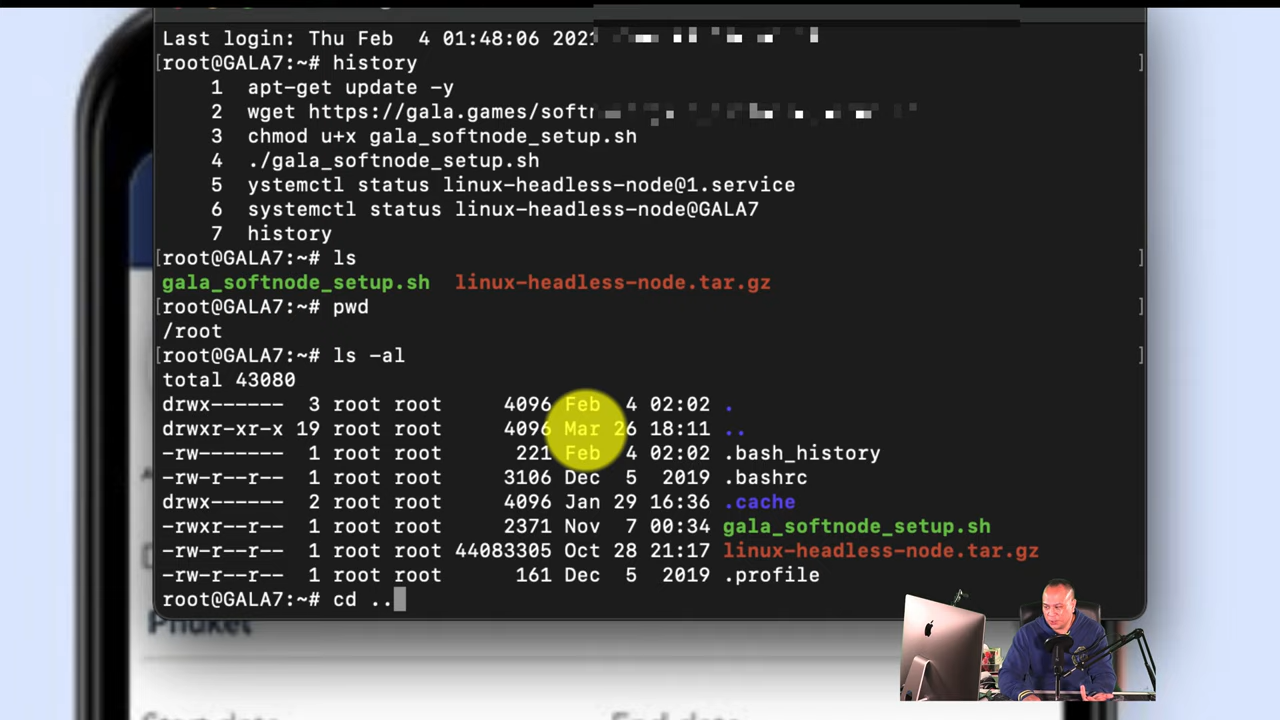 Last login: Thu Feb  4 01:48:06 202
[root@GALA7:~# history ]
1  apt-get update -y
2  wget https://gala.games/softn
3  chmod u+x gala_softnode_setup.sh
4  ./gala_softnode_setup.sh
5  ystemctl status linux-headless-node@1.service
6  systemctl status linux-headless-node@GALA7
7  history
[root@GALA7:~# ls ]
gala_softnode_setup.sh  linux-headless-node.tar.gz
[root@GALA7:~# pwd ]
/root
[root@GALA7:~# ls -al ]
total 43080
drwx------  3 root root     4096 Feb  4 02:02 .
drwxr-xr-x 19 root root     4096 Mar 26 18:11 ..
-rw-------  1 root root      221 Feb  4 02:02 .bash_history
-rw-r--r--  1 root root     3106 Dec  5  2019 .bashrc
drwx------  2 root root     4096 Jan 29 16:36 .cache
-rwxr--r--  1 root root     2371 Nov  7 00:34 gala_softnode_setup.sh
-rw-r--r--  1 root root 44083305 Oct 28 21:17 linux-headless-node.tar.gz
-rw-r--r--  1 root root      161 Dec  5  2019 .profile
root@GALA7:~# cd ..
Phuket
Start date End date